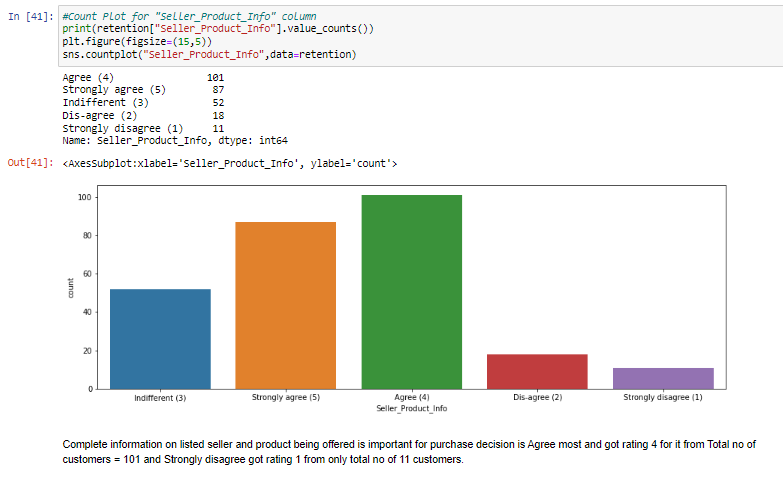 In [41]: #Count Plot for "Seller_Product_Info" column
print(retention["Seller_Product_Info"].value_counts())
plt.figure(figsize=(15,5))
sns.countplot("Seller_Product_Info",data=retention)
Agree (4) 101
Strongly agree (5) 87
Indifferent (3) 52
Dis-agree (2) 18
Strongly disagree (1) 11
Name: Seller_Product_Info, dtype: int64
Out[41]: <AxesSubplot:xlabel='Seller_Product_Info', ylabel='count'>
100
80
60
40
20
0
count
Indifferent (3) Strongly agree (5) Agree (4) Dis-agree (2) Strongly disagree (1)
Seller_Product_Info
Complete information on listed seller and product being offered is important for purchase decision is Agree most and got rating 4 for it from Total no of
customers = 101 and Strongly disagree got rating 1 from only total no of 11 customers.